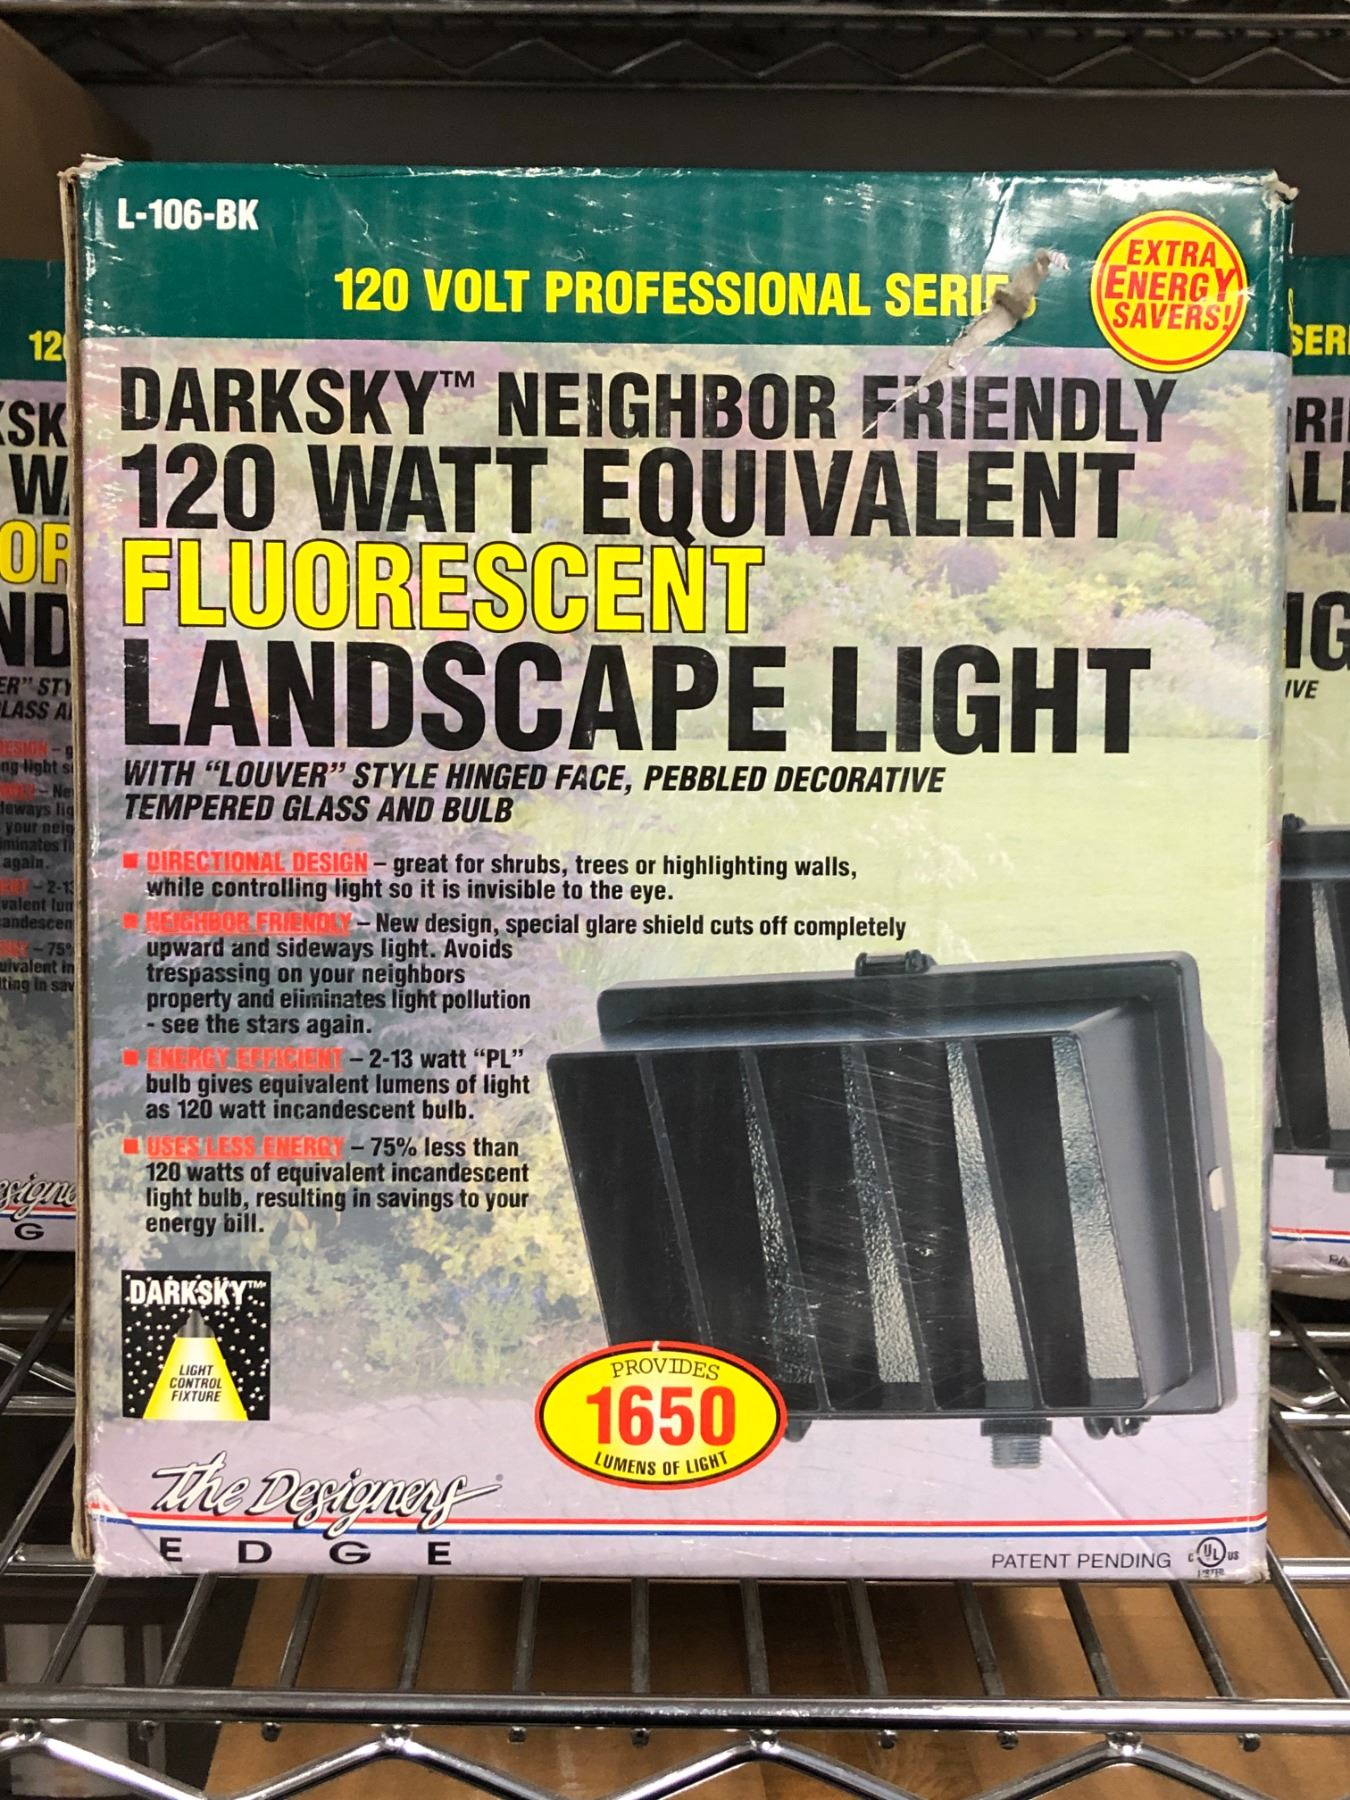 L-106-BK
120 VOLT PROFESSIONAL
EXTRA
ENERGY
SAVERS!
DARKSKY™ NEIGHBOR FRIENDLY
120 WATT EQUIVALENT
FLUORESCENT
LANDSCAPE LIGHT
WITH “LOUVER” STYLE HINGED FACE, PEBBLED DECORATIVE
TEMPERED GLASS AND BULB
DIRECTIONAL DESIGN – great for shrubs, trees or highlighting walls,
while controlling light so it is invisible to the eye.
NEIGHBOR FRIENDLY – New design, special glare shield cuts off completely
upward and sideways light. Avoids
trespassing on your neighbors
property and eliminates light pollution
- see the stars again.
ENERGY EFFICIENT – 2-13 watt “PL”
bulb gives equivalent lumens of light
as 120 watt incandescent bulb.
USES LESS ENERGY – 75% less than
120 watts of equivalent incandescent
light bulb, resulting in savings to your
energy bill.
DARKSKY™
LIGHT
CONTROL
FIXTURE
PROVIDES
1650
LUMENS OF LIGHT
The Designers
EDGE
PATENT PENDING
C UL US
LISTED